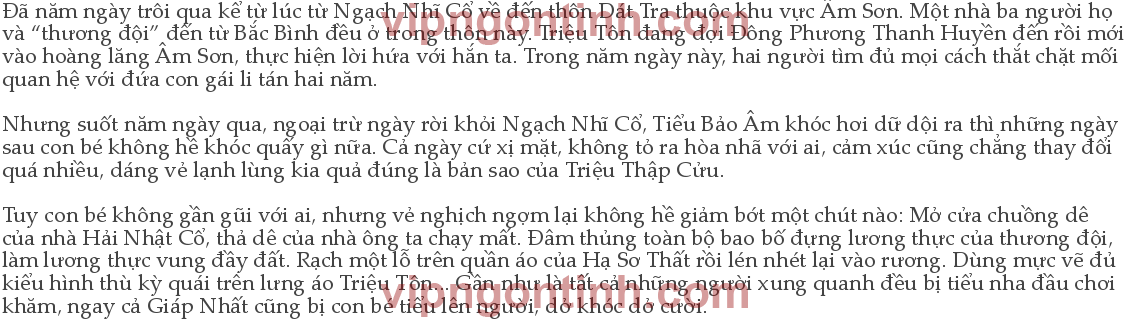 Đã năm ngày trôi qua kể từ lúc từ Ngạch Nhĩ Cổ về đến thôn Đát Tra thuộc khu vực Âm Sơn. Một nhà ba người họ
vipngontinh.com
và “thương đội” đến từ Bắc Bình đều ở trong thôn này. Triệu Tôn đang đợi Đông Phương Thanh Huyền đến rồi mới
vào hoàng lăng Âm Sơn, thực hiện lời hứa với hắn ta. Trong năm ngày này, hai người tìm đủ mọi cách thắt chặt mối
quan hệ với đứa con gái li tán hai năm.
Nhưng suốt năm ngày qua, ngoại trừ ngày rời khỏi Ngạch Nhĩ Cổ, Tiểu Bảo Âm khóc hơi dữ dội ra thì những ngày
sau con bé không hề khóc quấy gì nữa. Cả ngày cứ xị mặt, không tỏ ra hòa nhã với ai, cảm xúc cũng chẳng thay đổi
quá nhiều, dáng vẻ lạnh lùng kia quả đúng là bản sao của Triệu Thập Cửu.
Tuy con bé không gần gũi với ai, nhưng vẻ nghịch ngợm lại không hề giảm bớt một chút nào: Mở cửa chuồng dê
của nhà Hải Nhật Cổ, thả dê của nhà ông ta chạy mất. Đâm thủng toàn bộ bao bố đựng lương thực của thương đội,
làm lương thực vung đầy đất. Rạch một lỗ trên quần áo của Hạ Sơ Thất rồi lén nhét lại vào rương. Dùng mực vẽ đủ
kiểu hình thù kỳ quái trên lưng áo Triệu Tôn... Gần như là tất cả những người xung quanh đều bị tiểu nha đầu chơi
vipngontinh.com
khăm, ngay cả Giáp Nhất cũng bị con bé tiểu lên người, dở khóc dở cười.